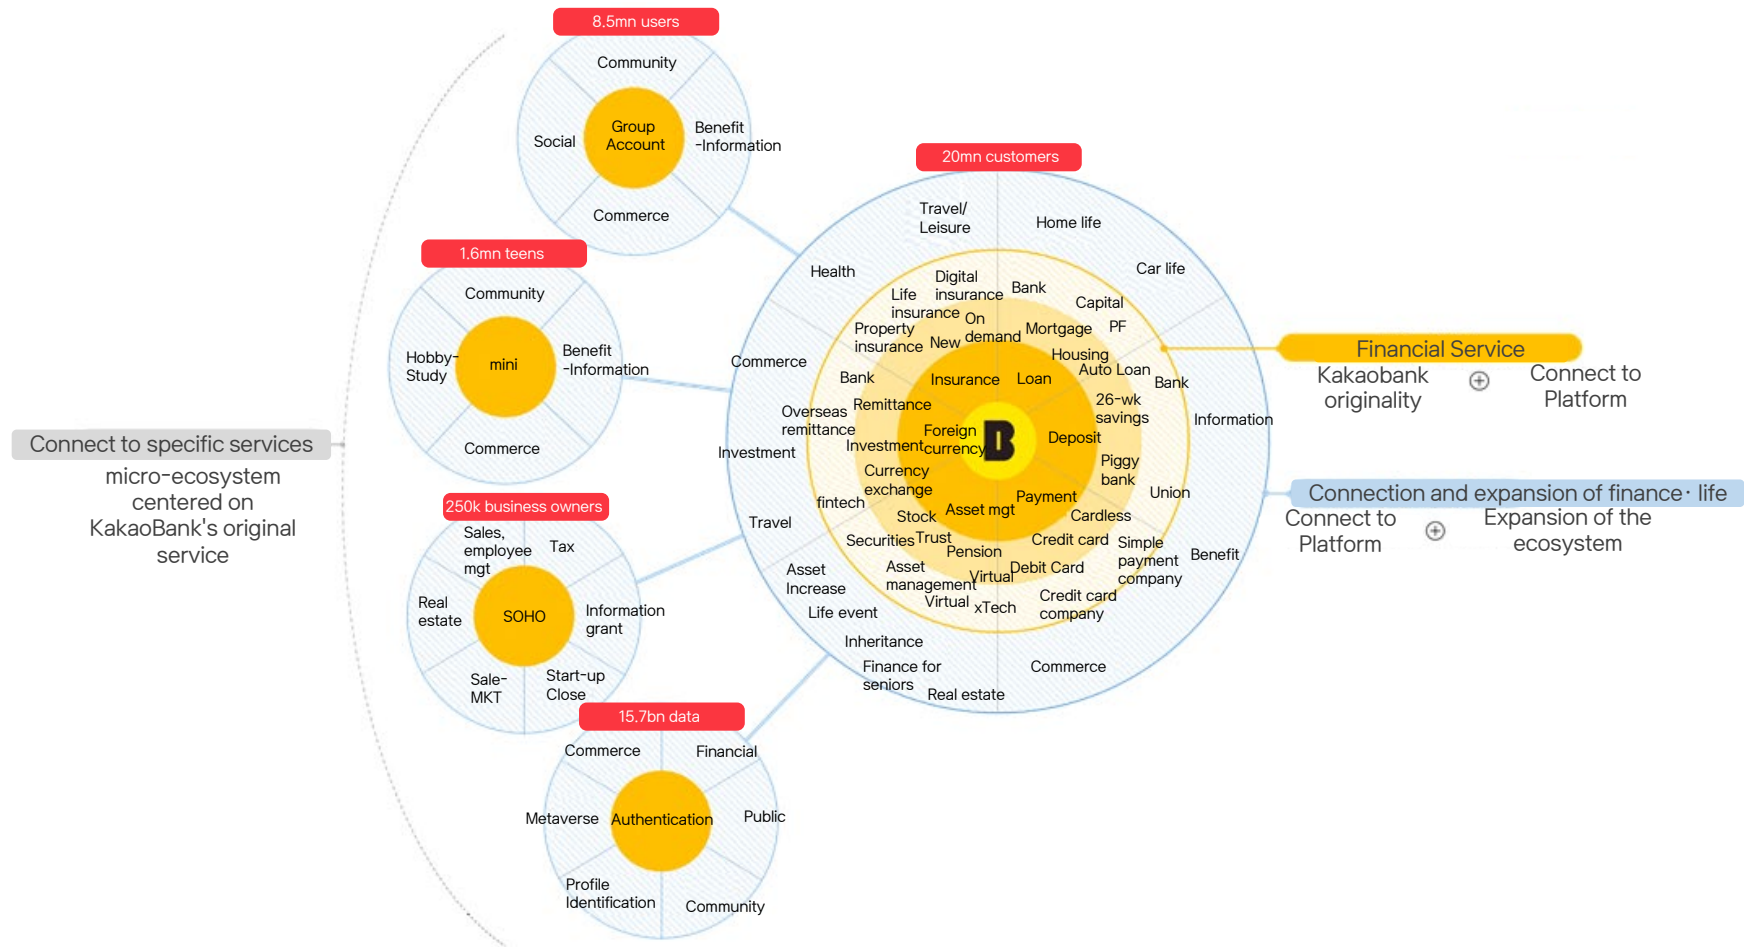 8.5mn users
Community
Social
Group
Account
Benefit
-Information
Commerce
1.6mn teens
Community
Hobby-
Study
mini
Benefit
-Information
Commerce
Connect to specific services
micro-ecosystem
centered on
KakaoBank's original
service
250k business owners
Sales,
employee
mgt
Tax
Real
estate
SOHO
Information
grant
Sale-
MKT
Start-up
Close
15.7bn data
Commerce
Financial
Metaverse
Authentication
Public
Profile
Identification
Community
20mn customers
Travel/
Leisure
Home life
Health
Car life
Commerce
Information
Investment
Travel
Benefit
Asset
Increase
Life event
Inheritance
Finance for
seniors
Real estate
Commerce
Digital
insurance
Bank
Life
insurance
Capital
Property
insurance
PF
Bank
Bank
Overseas
remittance
fintech
Union
Securities
Simple
payment
company
Asset
management
Virtual
xTech
Credit card
company
On
demand
New
Mortgage
Housing
Auto Loan
Remittance
26-wk
savings
Investment
Currency
exchange
Piggy
bank
Stock
Trust
Pension
Virtual
Cardless
Credit card
Debit Card
Insurance
Loan
Foreign
currency
B
Deposit
Asset mgt
Payment
Financial Service
Kakaobank
originality
Connect to
Platform
Connection and expansion of finance· life
Connect to
Platform
Expansion of the
ecosystem